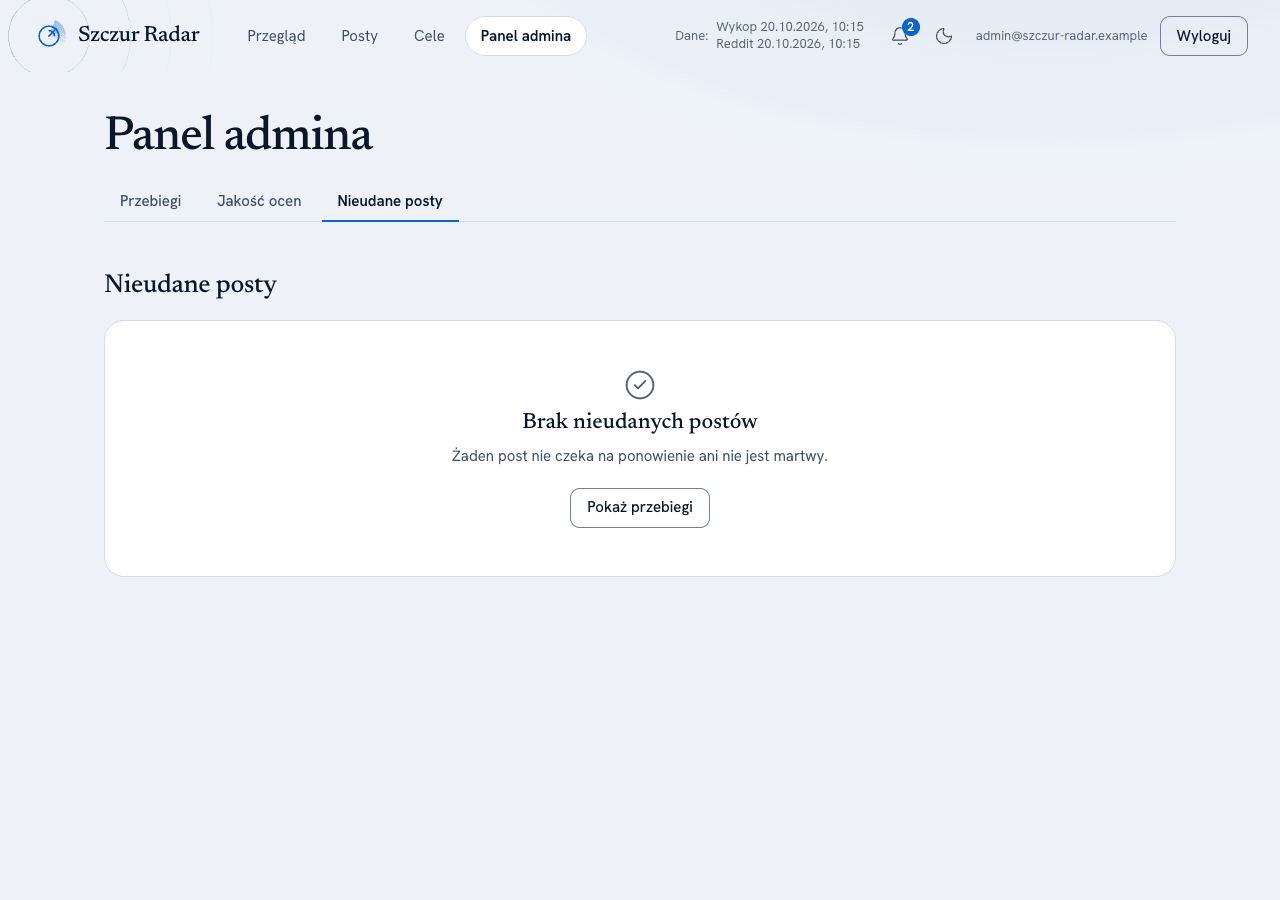 Szczur Radar
Przegląd
Posty
Cele
Panel admina
Dane:
Wykop 20.10.2026, 10:15
Reddit 20.10.2026, 10:15
2
admin@szczur-radar.example
Wyloguj
Panel admina
Przebiegi
Jakość ocen
Nieudane posty
Nieudane posty
Brak nieudanych postów
Żaden post nie czeka na ponowienie ani nie jest martwy.
Pokaż przebiegi